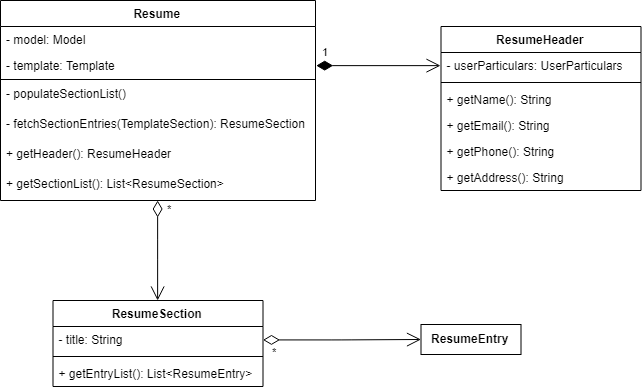 Resume
- model: Model
- template: Template
- populateSectionList()
- fetchSectionEntries(TemplateSection): ResumeSection
+ getHeader(): ResumeHeader
+ getSectionList(): List<ResumeSection>
1
ResumeHeader
- userParticulars: UserParticulars
+ getName(): String
+ getEmail(): String
+ getPhone(): String
+ getAddress(): String
*
ResumeSection
- title: String
+ getEntryList(): List<ResumeEntry>
*
ResumeEntry